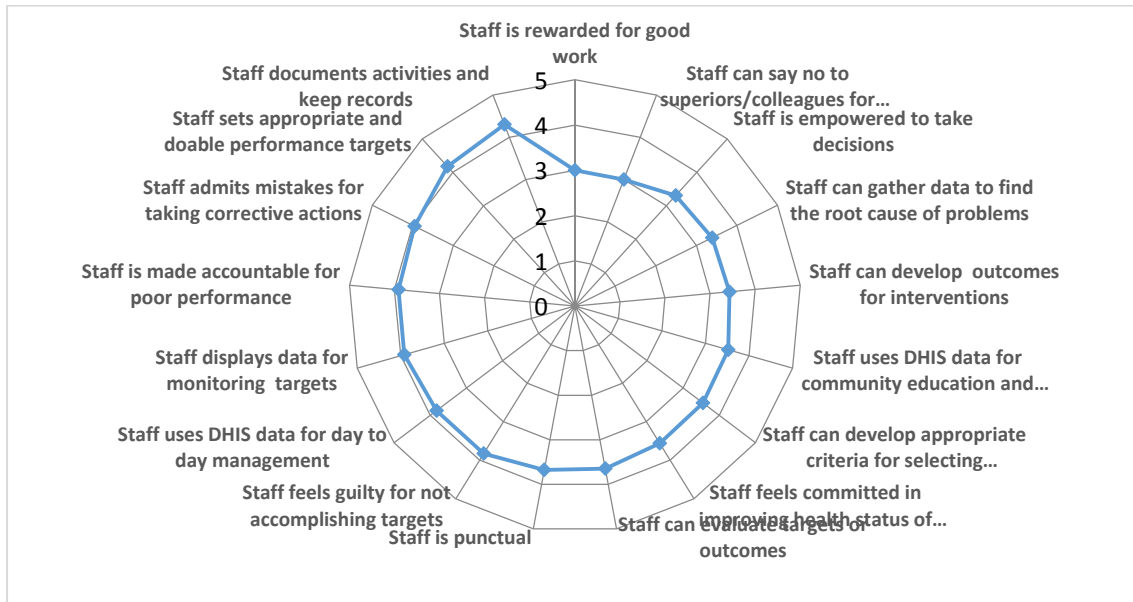 Staff is rewarded for good
work
Staff can say no to
superiors/colleagues for...
Staff is empowered to take
decisions
Staff can gather data to find
the root cause of problems
Staff can develop outcomes
for interventions
Staff uses DHIS data for
community education and...
Staff can develop appropriate
criteria for selecting...
Staff feels committed in
improving health status of...
Staff can evaluate targets or
outcomes
Staff is punctual
Staff feels guilty for not
accomplishing targets
Staff uses DHIS data for day to
day management
Staff displays data for
monitoring targets
Staff is made accountable for
poor performance
Staff admits mistakes for
taking corrective actions
Staff sets appropriate and
doable performance targets
Staff documents activities and
keep records
5
4
3
2
1
0